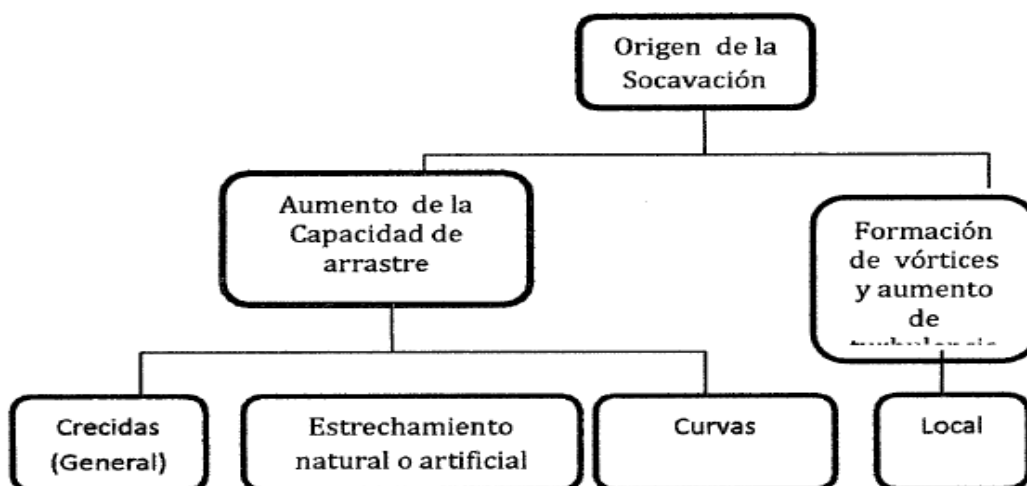 Origen de la
Socavación
Aumento de la
Capacidad de
arrastre
Formación
de vórtices
y aumento
de
Crecidas
(General)
Estrechamiento
natural o artificial
Curvas
Local